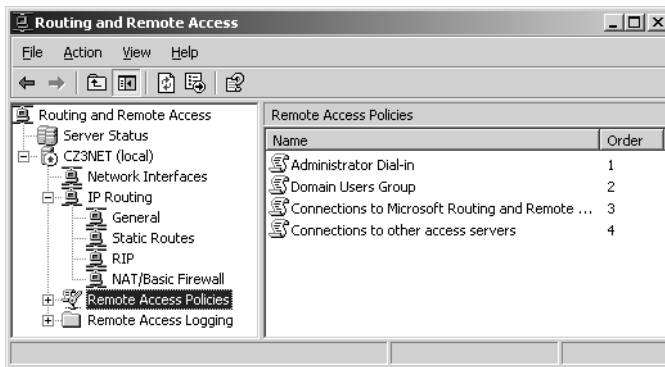 Routing and Remote Access
File Action View Help
Routing and Remote Access
Server Status
CZ3NET (local)
Network Interfaces
IP Routing
General
Static Routes
RIP
NAT/Basic Firewall
Remote Access Policies
Remote Access Logging
Remote Access Policies
Name Order
Administrator Dial-in 1
Domain Users Group 2
Connections to Microsoft Routing and Remote ... 3
Connections to other access servers 4